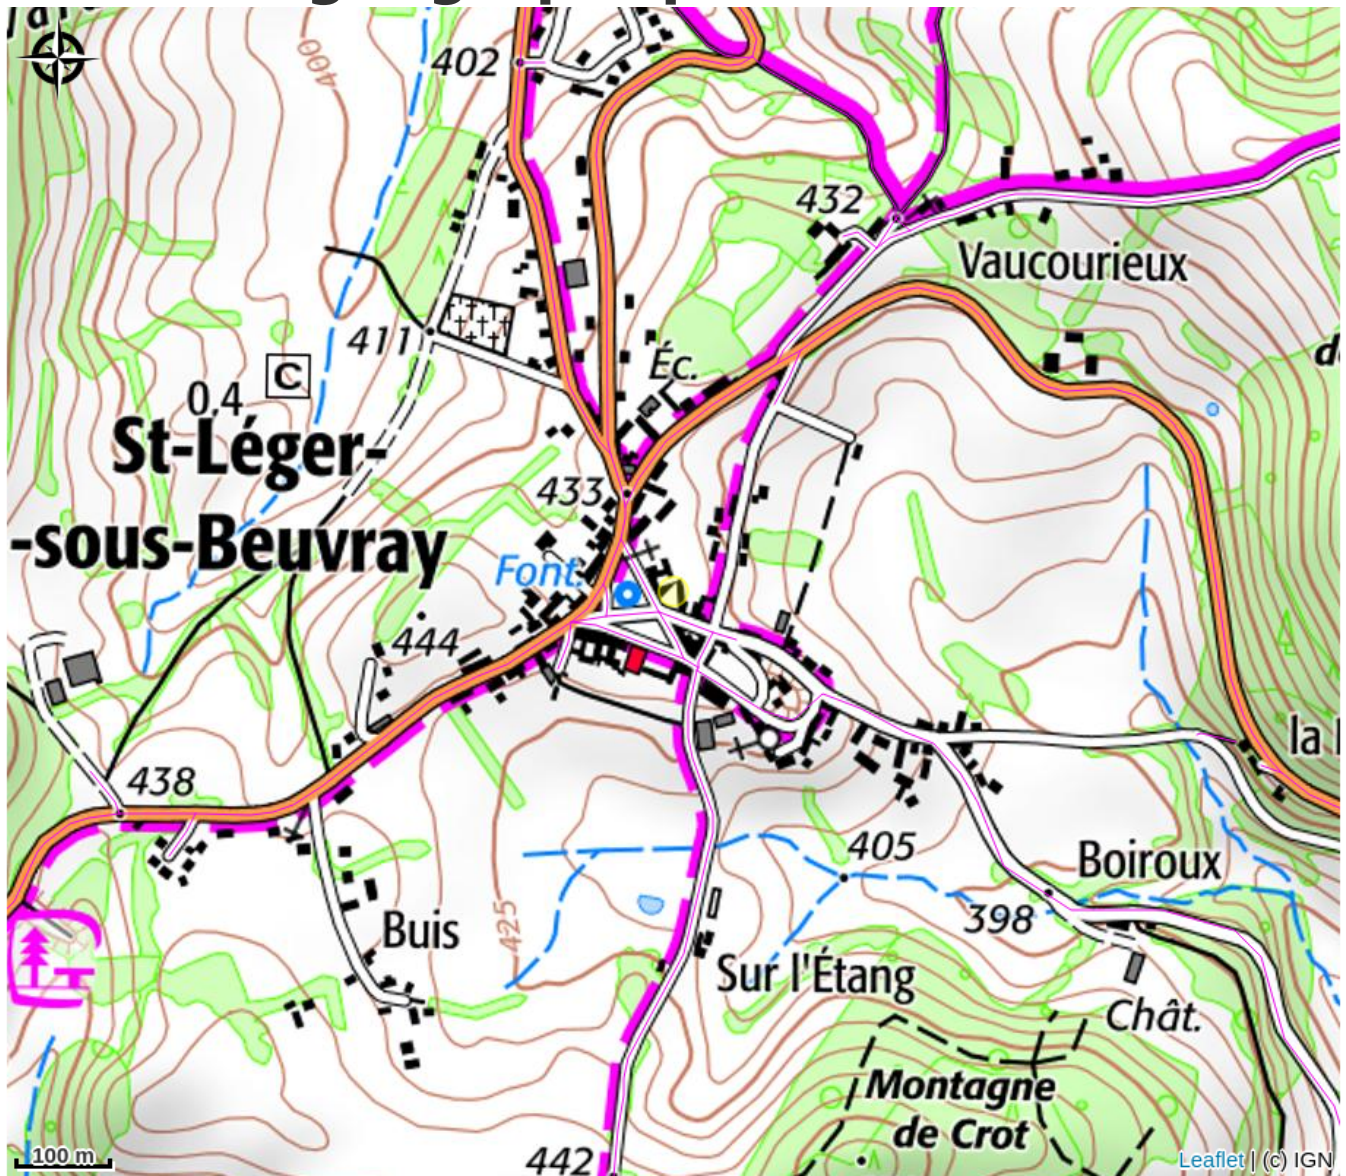 400
402
432
Vaucourieux
411
C
Éc.
0,4
St-Léger-
-sous-Beuvray
433
Font.
444
438
la
405
Boiroux
398
425
Buis
Sur l'Étang
Chât.
Montagne
de Crot
442
100 m
Leaflet | (c) IGN